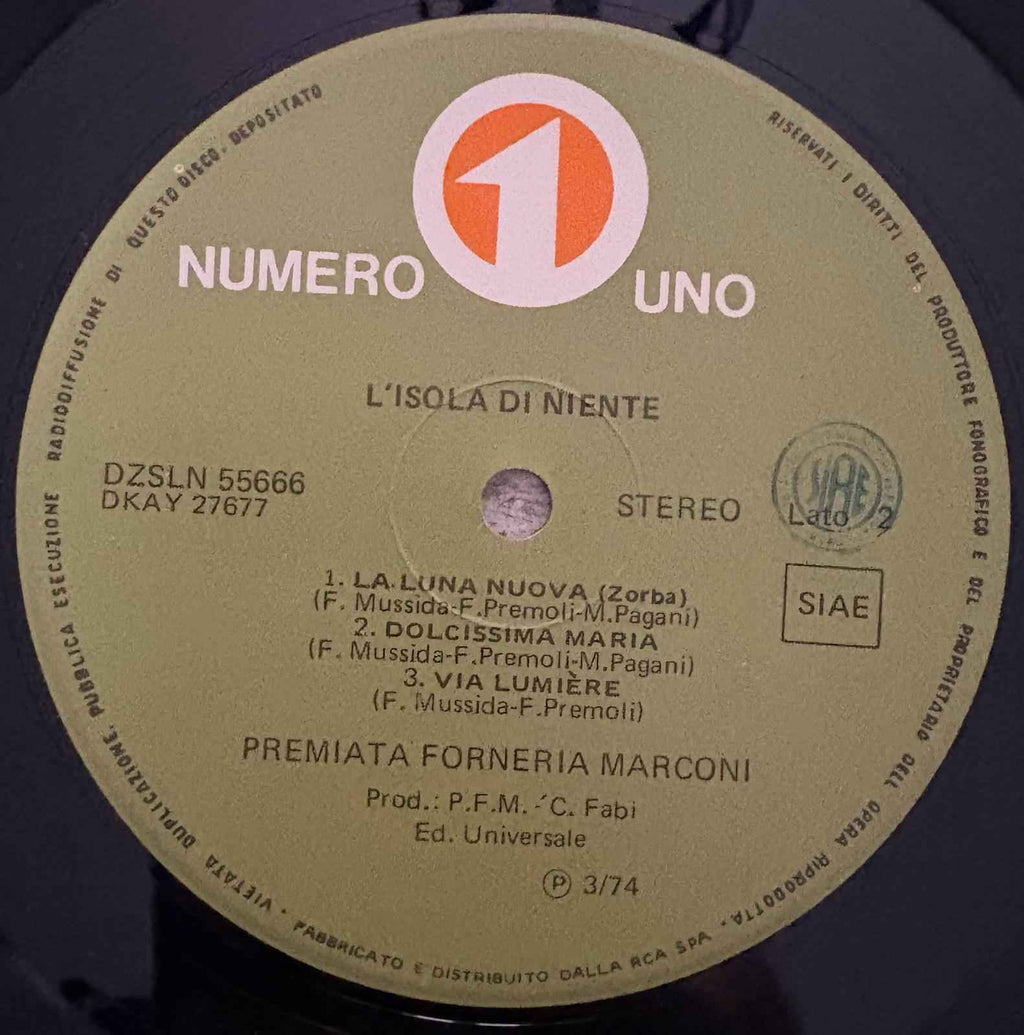 1
NUMERO UNO
L'ISOLA DI NIENTE
DZSLN 55666
DKAY 27677
STEREO
SIAE
Lato 2
SIAE
1. LA LUNA NUOVA (Zorba)
(F. Mussida-F.Premoli-M.Pagani)
2. DOLCISSIMA MARIA
(F. Mussida-F.Premoli-M.Pagani)
3. VIA LUMIÈRE
(F. Mussida-F.Premoli)
PREMIATA FORNERIA MARCONI
Prod.: P.F.M. - C. Fabi
Ed. Universale
Ⓟ 3/74
RISERVATI I DIRITTI DEL PRODUTTORE FONOGRAFICO E DEL PROPRIETARIO DELL OPERA RIPRODOTTA. VIETATA DUPLICAZIONE, PUBBLICA ESECUZIONE RADIODIFFUSIONE DI QUESTO DISCO. DEPOSITATO
FABBRICATO E DISTRIBUITO DALLA RCA SPA